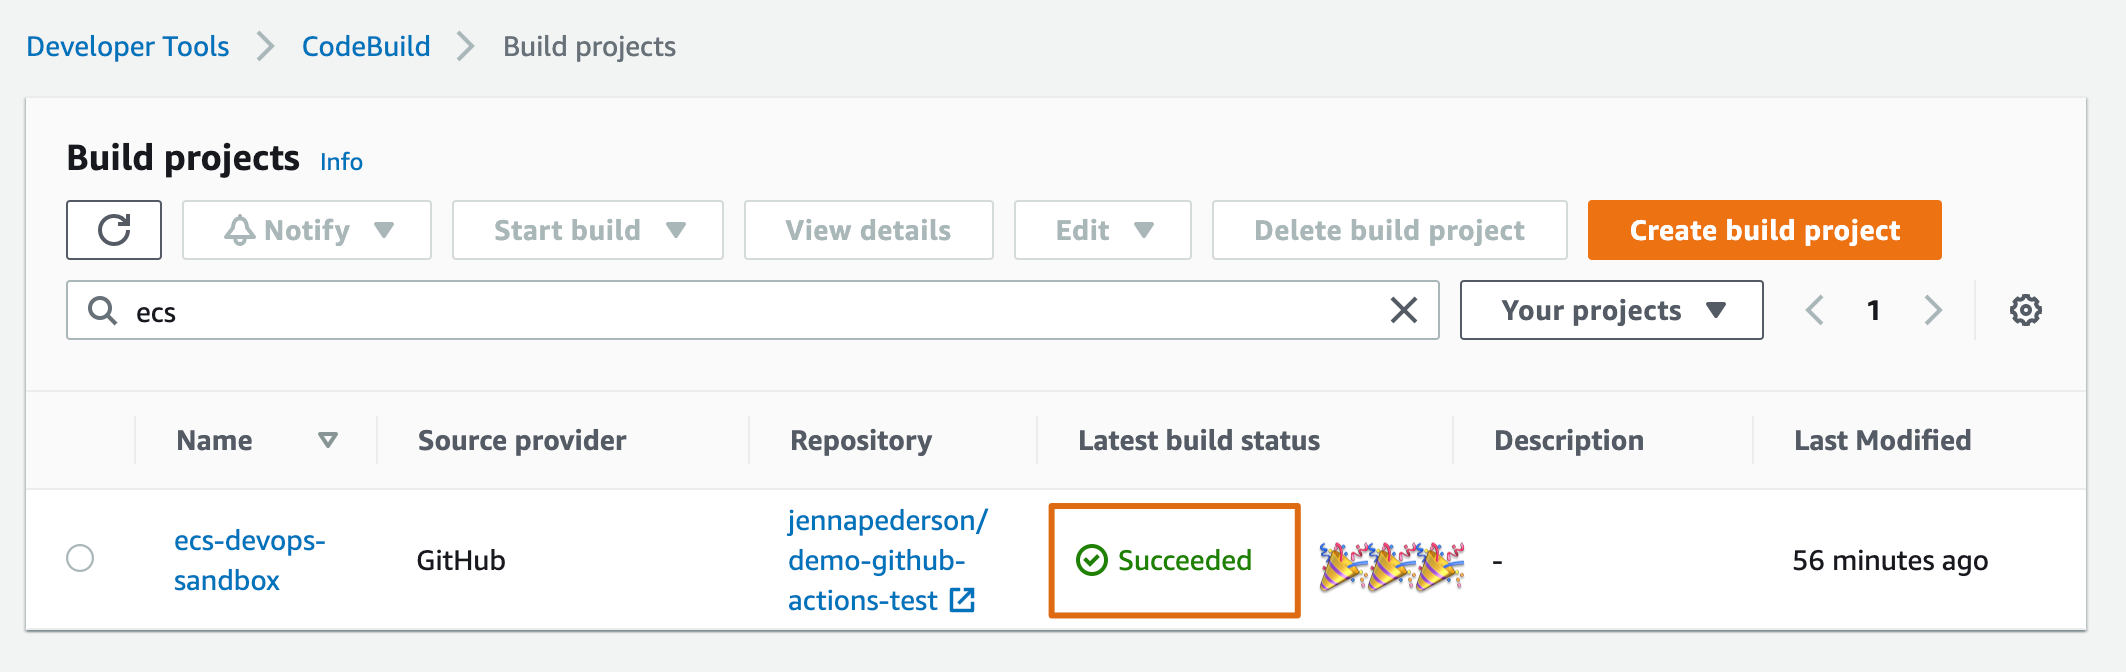 Developer Tools > CodeBuild > Build projects
Build projects Info
Notify Start build View details Edit Delete build project Create build project
ecs Your projects 1
Name Source provider Repository Latest build status Description Last Modified
ecs-devops-
sandbox
GitHub
jennapederson/
demo-github-
actions-test
Succeeded 🎉🎉🎉
-
56 minutes ago